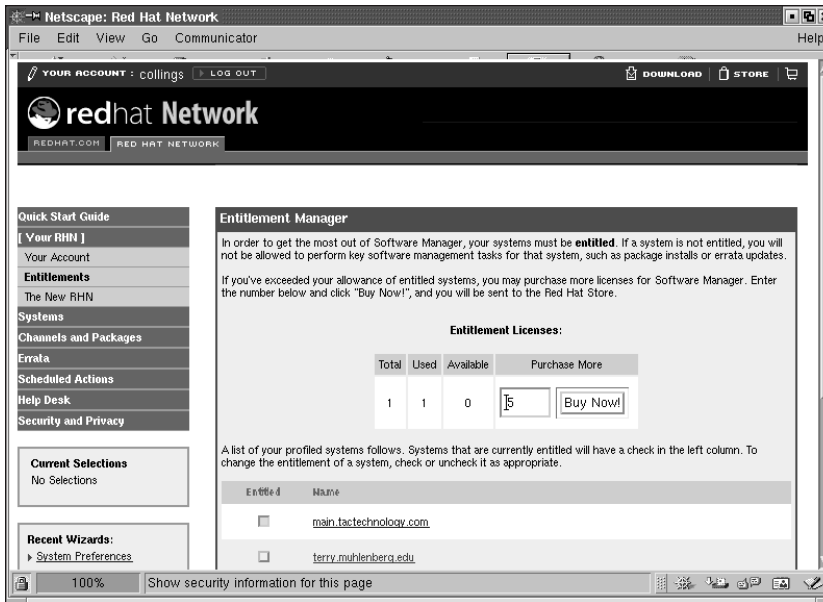 Netscape: Red Hat Network
File Edit View Go Communicator Help
YOUR ACCOUNT : collings LOG OUT DOWNLOAD STORE
redhat Network
REDHAT.COM RED HAT NETWORK
Quick Start Guide
[ Your RHN ]
Your Account
Entitlements
The New RHN
Systems
Channels and Packages
Errata
Scheduled Actions
Help Desk
Security and Privacy
Current Selections
No Selections
Recent Wizards:
System Preferences
Entitlement Manager
In order to get the most out of Software Manager, your systems must be entitled. If a system is not entitled, you will
not be allowed to perform key software management tasks for that system, such as package installs or errata updates.
If you've exceeded your allowance of entitled systems, you may purchase more licenses for Software Manager. Enter
the number below and click "Buy Now!", and you will be sent to the Red Hat Store.
Entitlement Licenses:
Total Used Available Purchase More
1 1 0 5 Buy Now!
A list of your profiled systems follows. Systems that are currently entitled will have a check in the left column. To
change the entitlement of a system, check or uncheck it as appropriate.
Entitled Name
main.tactechnology.com
terry.muhlenberg.edu
100% Show security information for this page